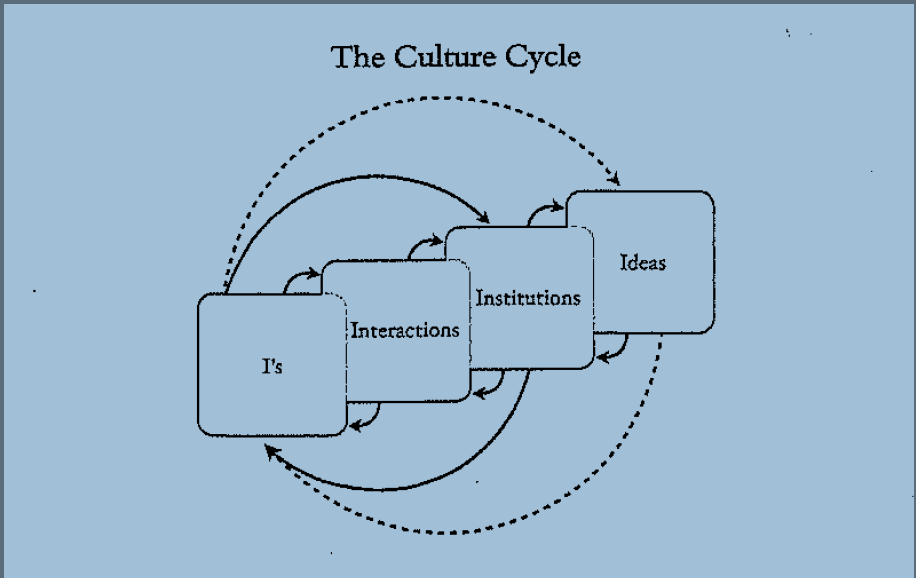 The Culture Cycle
Ideas
Institutions
Interactions
I's